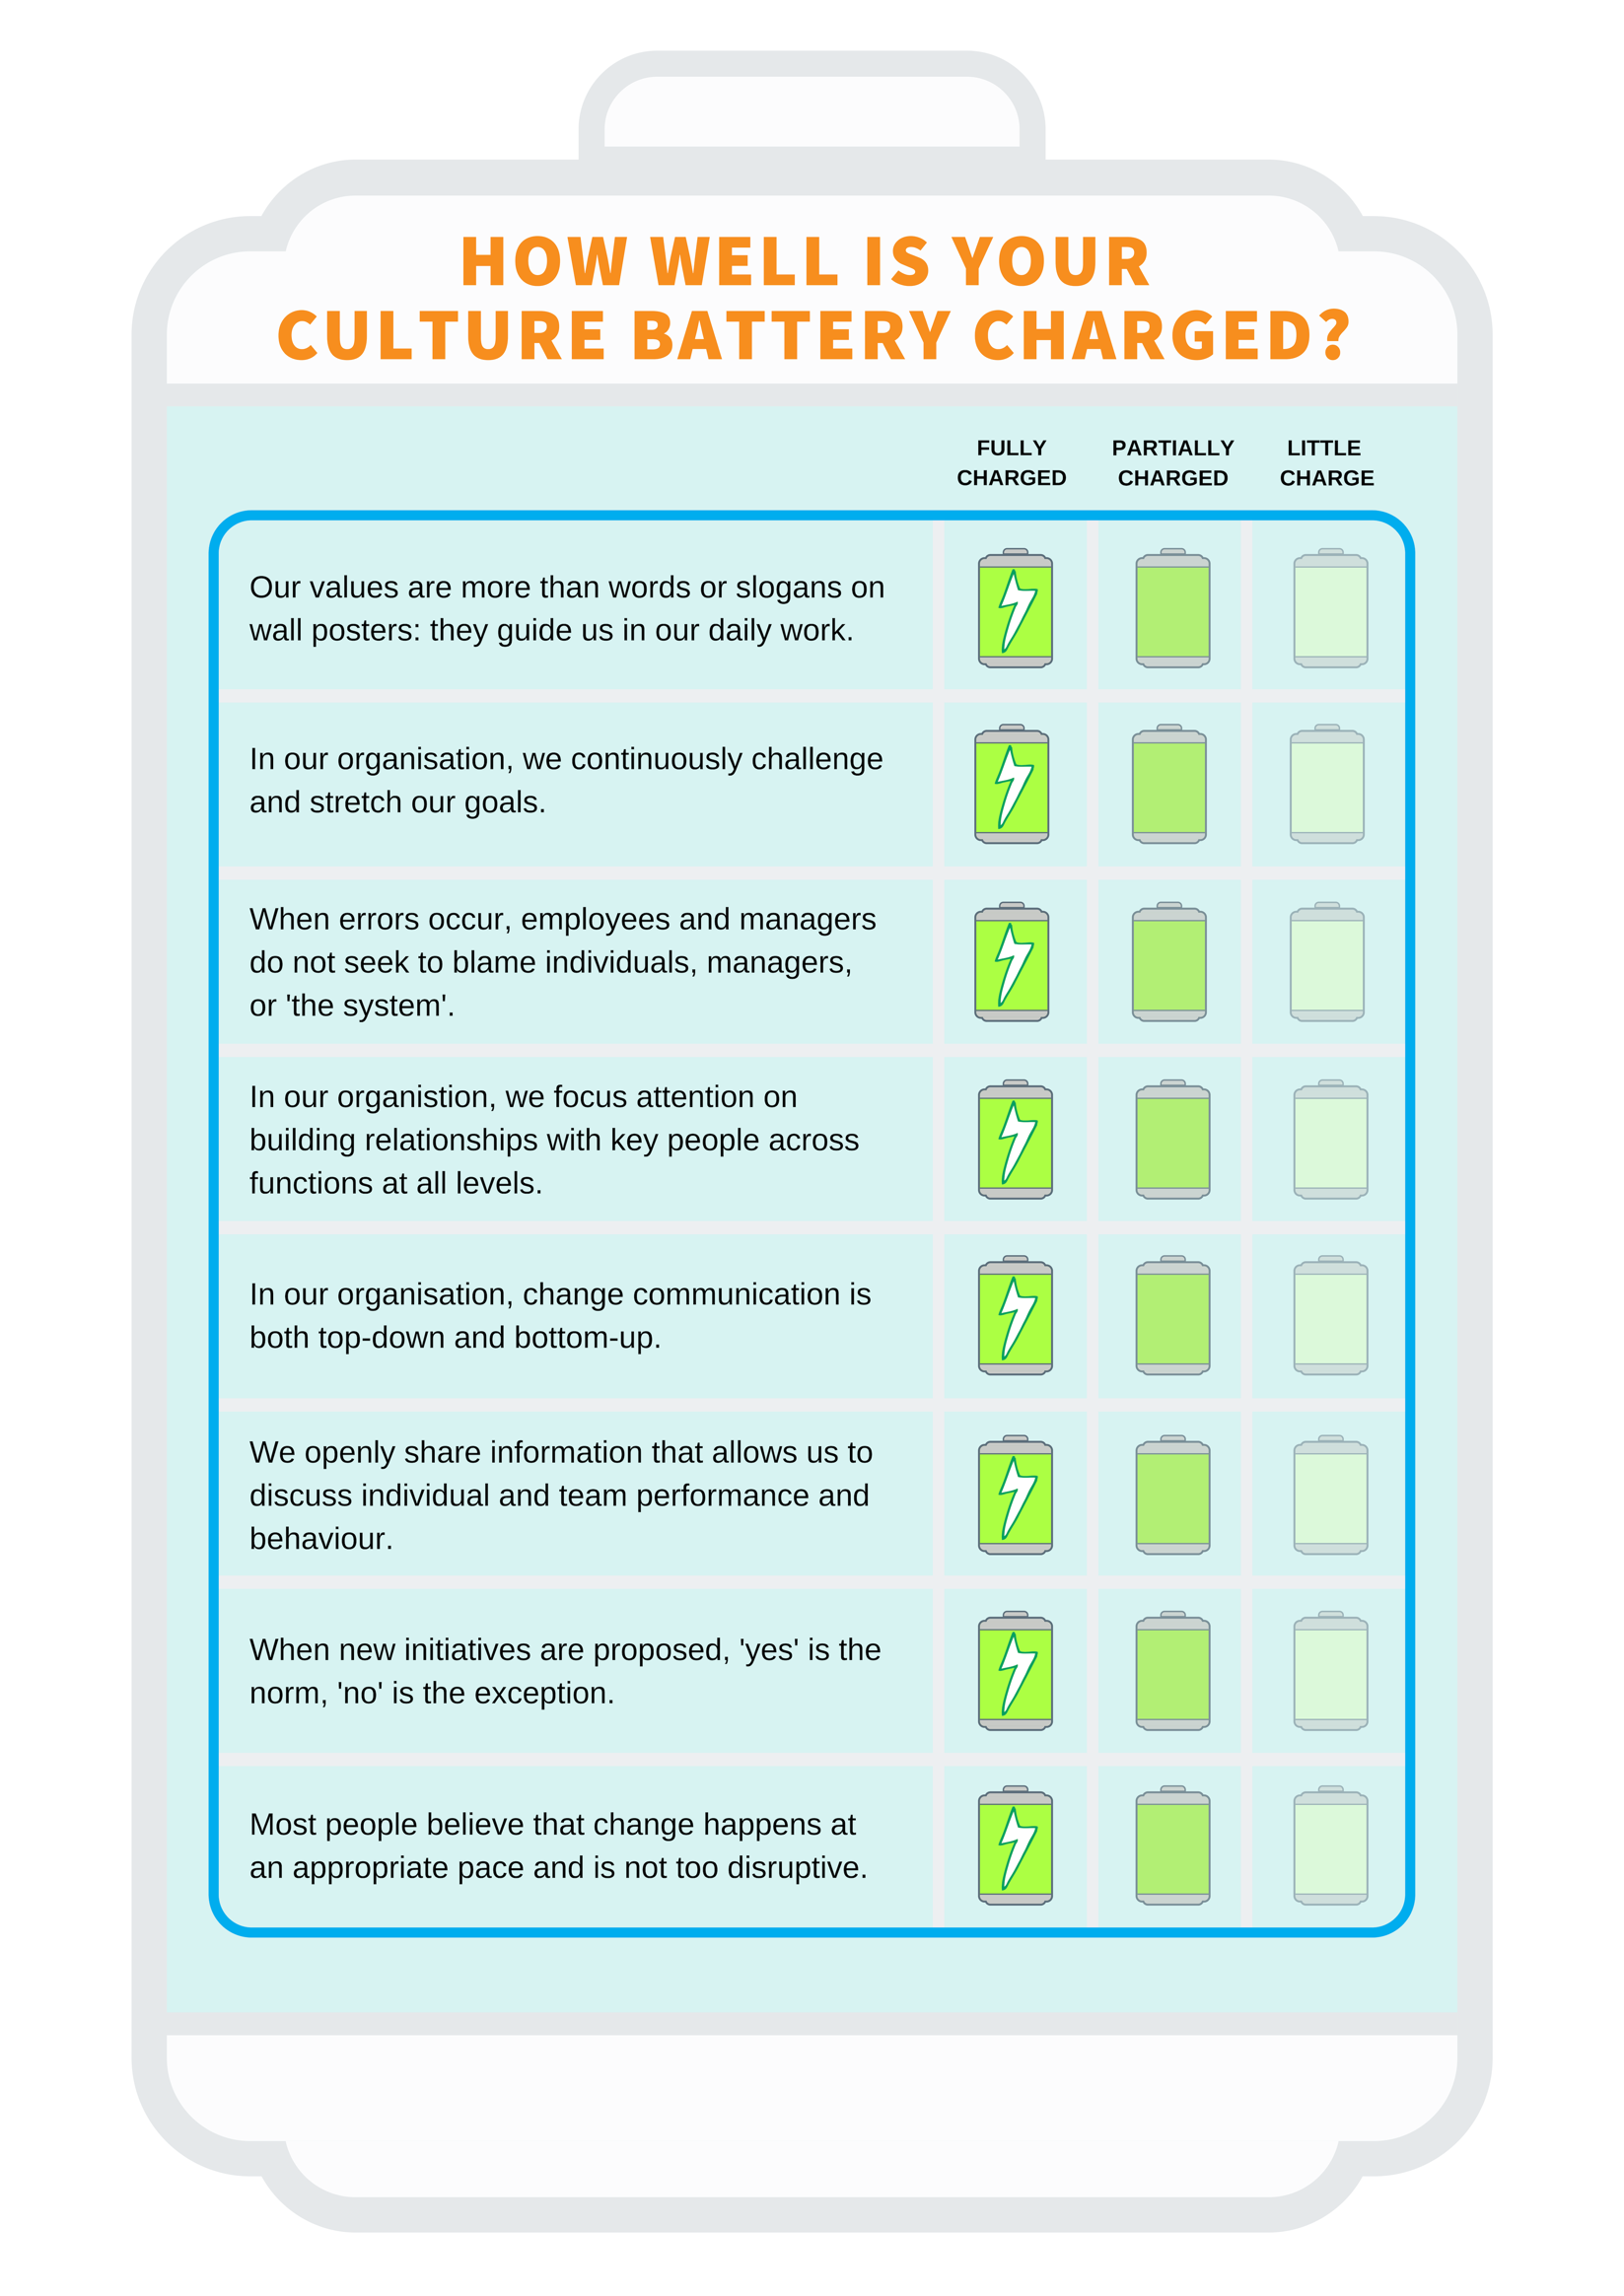 HOW WELL IS YOUR
CULTURE BATTERY CHARGED?
FULLY CHARGED
PARTIALLY CHARGED
LITTLE CHARGE
Our values are more than words or slogans on
wall posters: they guide us in our daily work.
In our organisation, we continuously challenge
and stretch our goals.
When errors occur, employees and managers
do not seek to blame individuals, managers,
or 'the system'.
In our organistion, we focus attention on
building relationships with key people across
functions at all levels.
In our organisation, change communication is
both top-down and bottom-up.
We openly share information that allows us to
discuss individual and team performance and
behaviour.
When new initiatives are proposed, 'yes' is the
norm, 'no' is the exception.
Most people believe that change happens at
an appropriate pace and is not too disruptive.